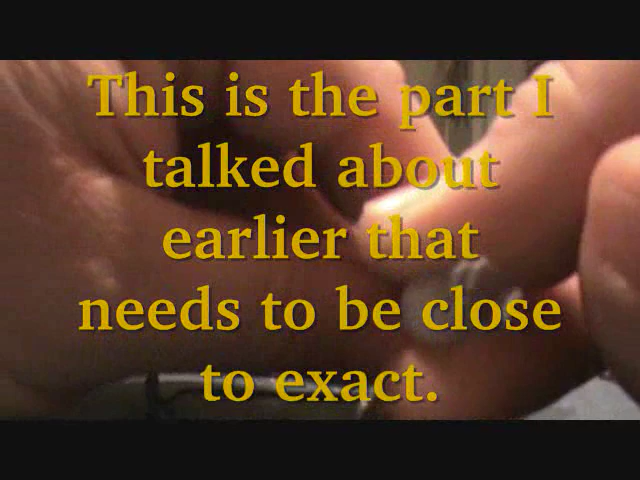 This is the part I
talked about
earlier that
needs to be close
to exact.